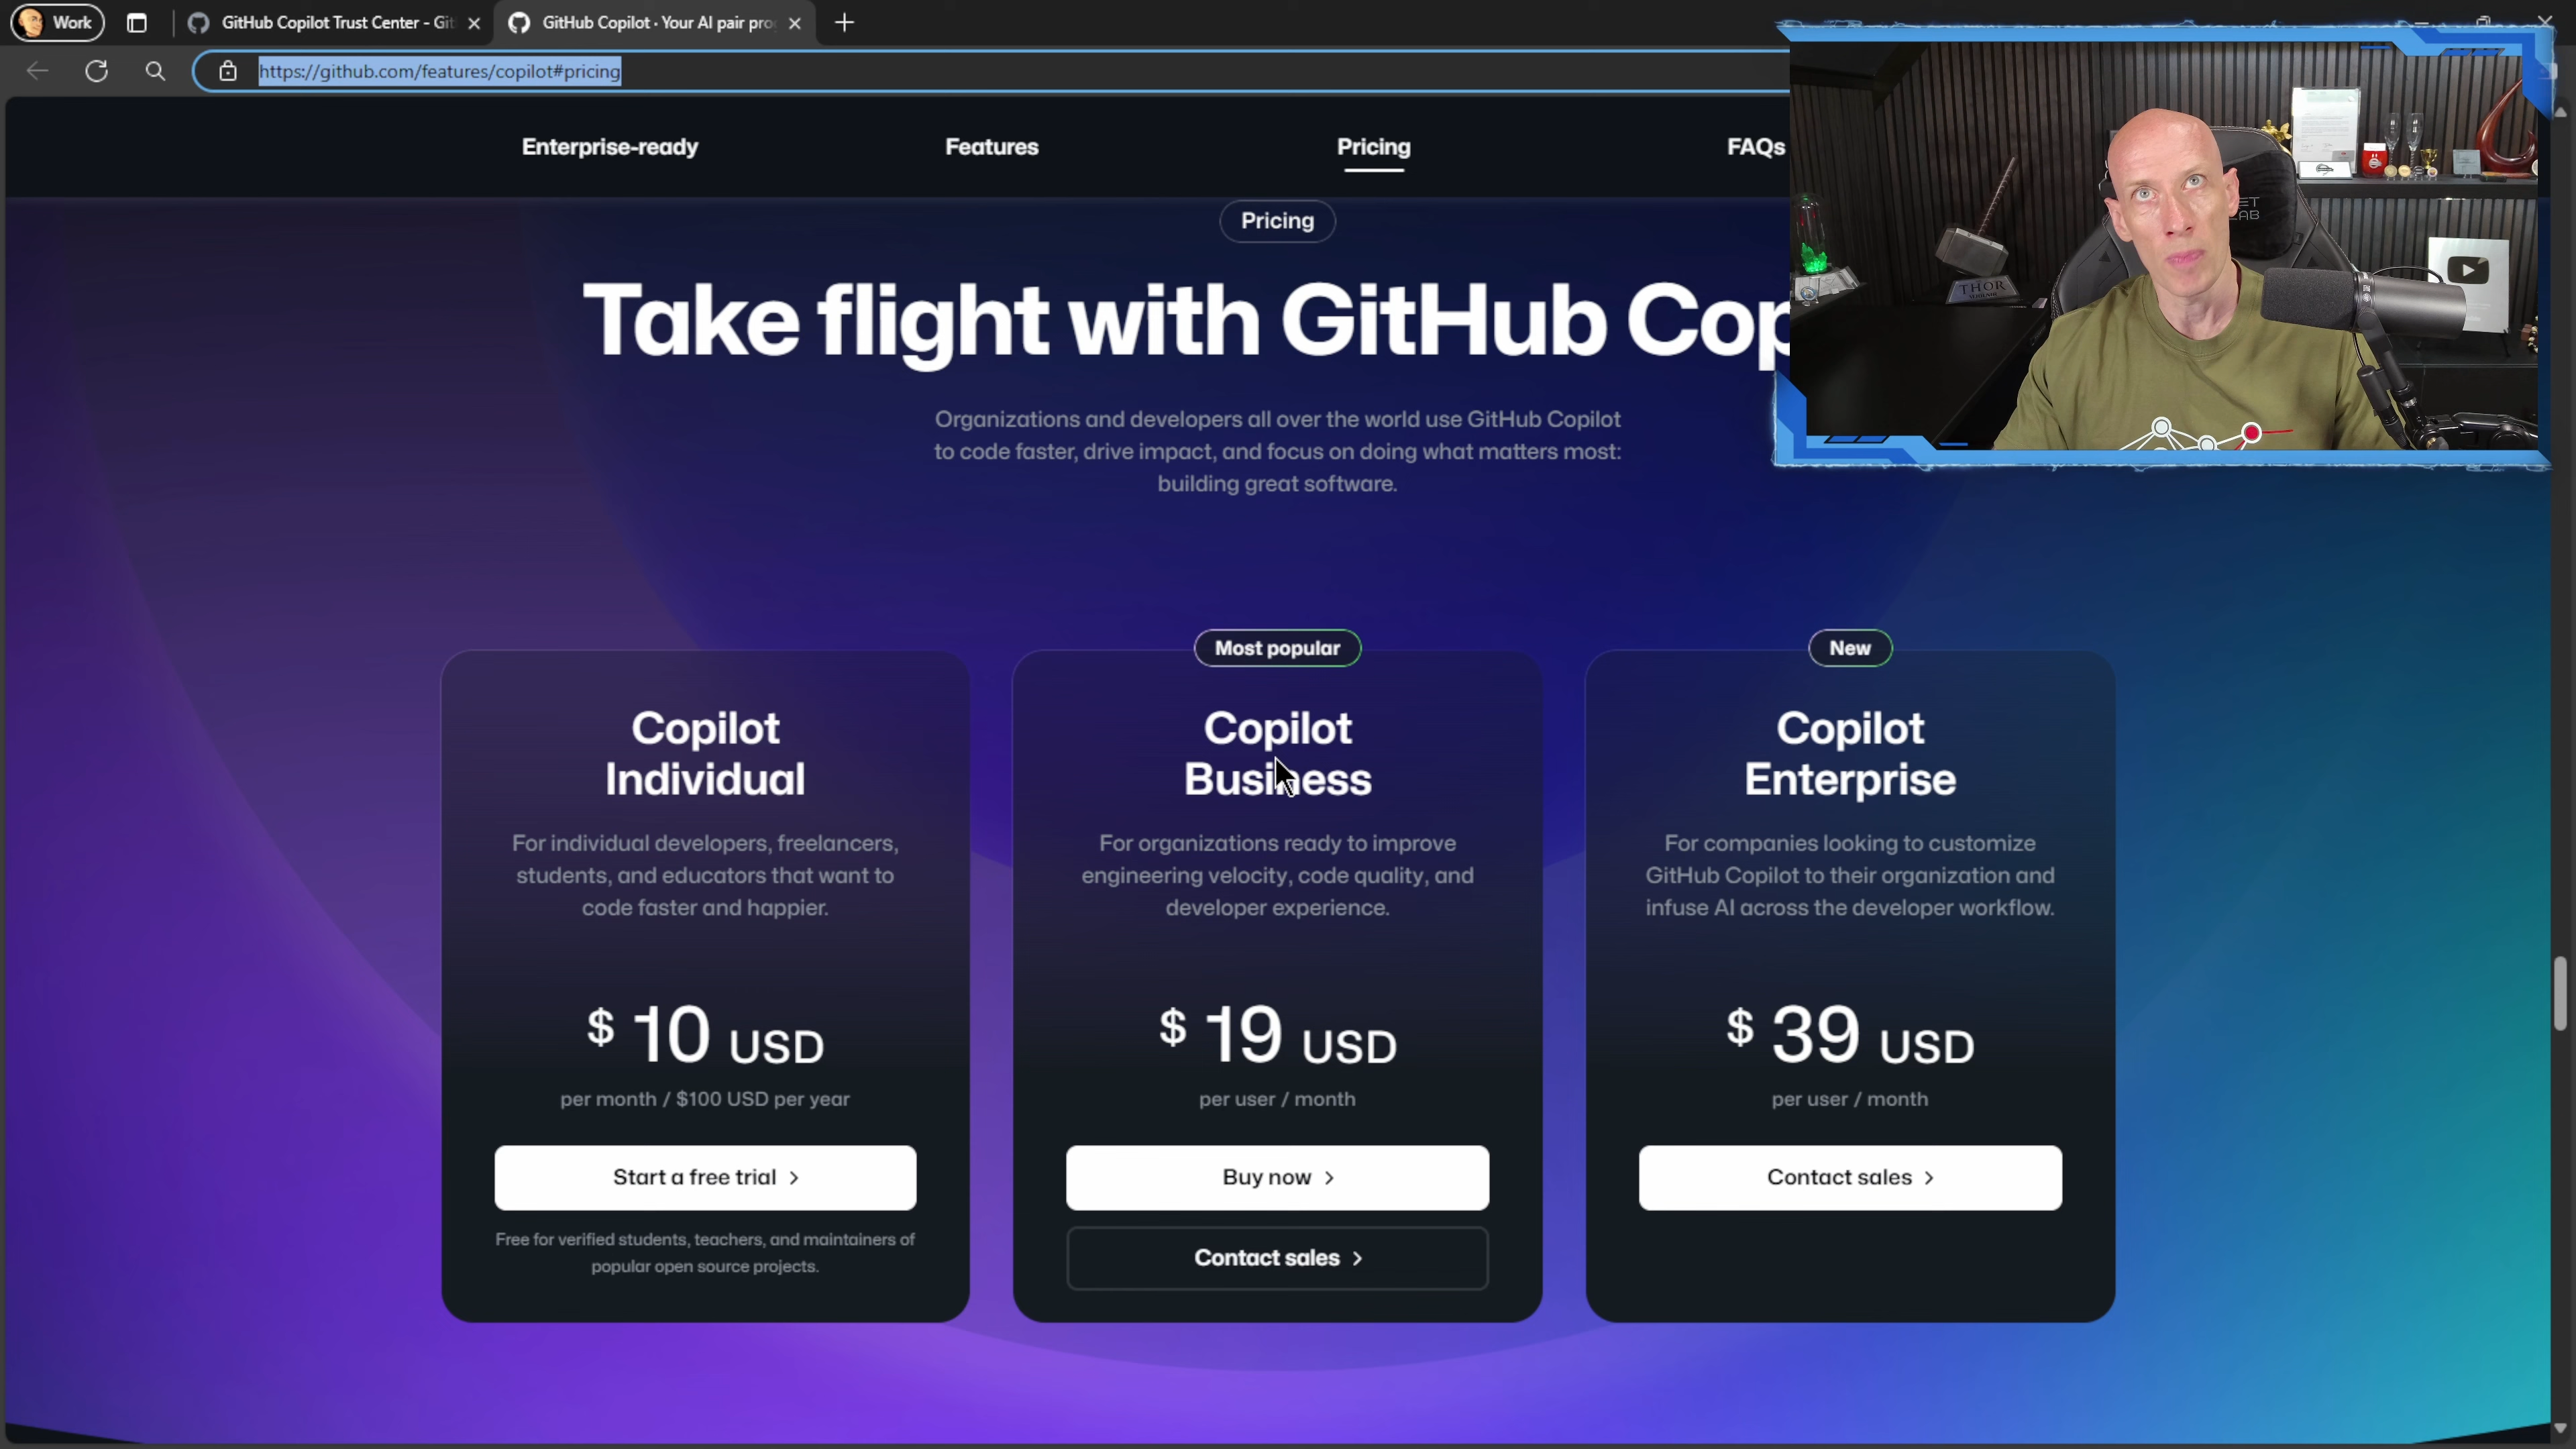 Work
GitHub Copilot Trust Center - Git
GitHub Copilot · Your AI pair pro
https://github.com/features/copilot#pricing
Enterprise-ready
Features
Pricing
FAQs
Pricing
Take flight with GitHub Cop
Organizations and developers all over the world use GitHub Copilot
to code faster, drive impact, and focus on doing what matters most:
building great software.
THOR
Copilot
Individual
For individual developers, freelancers,
students, and educators that want to
code faster and happier.
$ 10 USD
per month / $100 USD per year
Start a free trial
Free for verified students, teachers, and maintainers of
popular open source projects.
Most popular
Copilot
Business
For organizations ready to improve
engineering velocity, code quality, and
developer experience.
$ 19 USD
per user / month
Buy now
Contact sales
New
Copilot
Enterprise
For companies looking to customize
GitHub Copilot to their organization and
infuse AI across the developer workflow.
$ 39 USD
per user / month
Contact sales